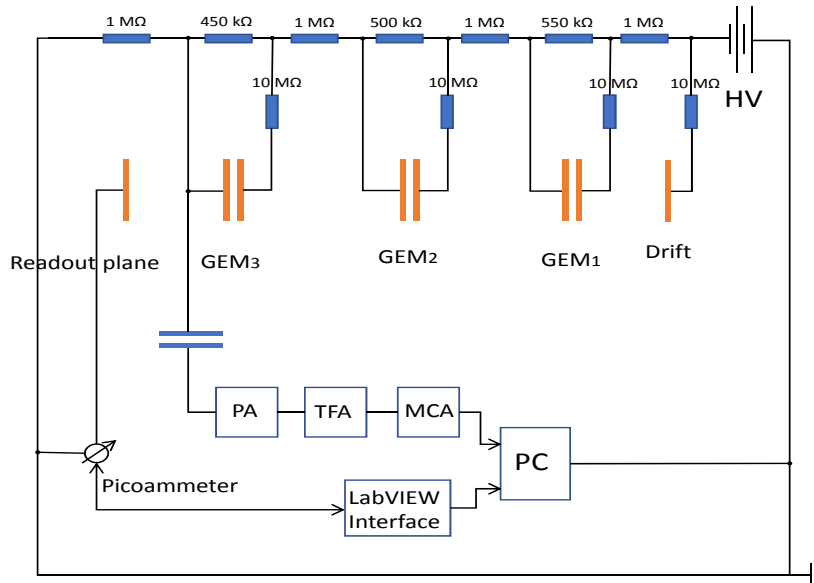 1 MΩ 450 kΩ 1 MΩ 500 kΩ 1 MΩ 550 kΩ 1 MΩ
10 MΩ 10 MΩ 10 MΩ 10 MΩ
HV
Readout plane GEM3 GEM2 GEM1 Drift
PA TFA MCA
PC
Picoammeter
LabVIEW
Interface